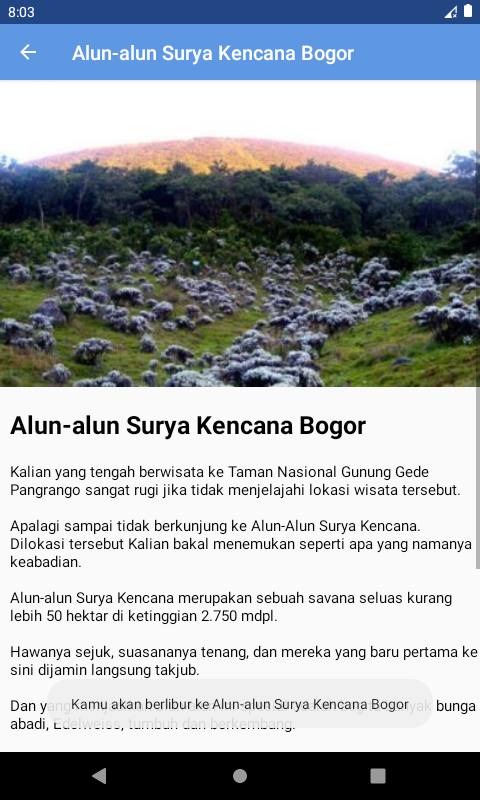 8:03
Alun-alun Surya Kencana Bogor
Alun-alun Surya Kencana Bogor
Kalian yang tengah berwisata ke Taman Nasional Gunung Gede
Pangrango sangat rugi jika tidak menjelajahi lokasi wisata tersebut.
Apalagi sampai tidak berkunjung ke Alun-Alun Surya Kencana.
Dilokasi tersebut Kalian bakal menemukan seperti apa yang namanya
keabadian.
Alun-alun Surya Kencana merupakan sebuah savana seluas kurang
lebih 50 hektar di ketinggian 2.750 mdpl.
Hawanya sejuk, suasananya tenang, dan mereka yang baru pertama ke
sini dijamin langsung takjub.
Dan yang bunga
Kamu akan berlibur ke Alun-alun Surya Kencana Bogor
abadi, Edelweiss, tumbuh dan berkembang.